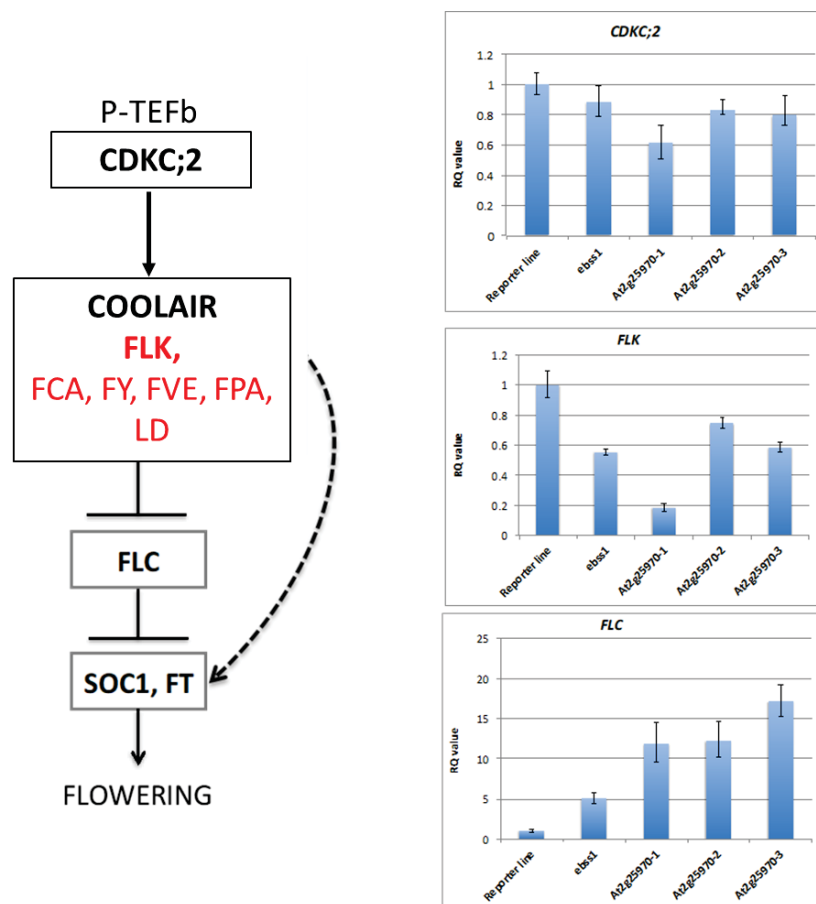 P-TEFb
CDKC;2
COOLAIR
FLK,
FCA, FY, FVE, FPA,
LD
FLC
SOC1, FT
FLOWERING
CDKC;2
1.2
1
0.8
0.6
0.4
0.2
0
RQ value
Reporter line
ebss1
At2g25970-1
At2g25970-2
At2g25970-3
FLK
1.2
1
0.8
0.6
0.4
0.2
0
RQ value
Reporter line
ebss1
At2g25970-1
At2g25970-2
At2g25970-3
FLC
25
20
15
10
5
0
RQ value
Reporter line
ebss1
At2g25970-1
At2g25970-2
At2g25970-3